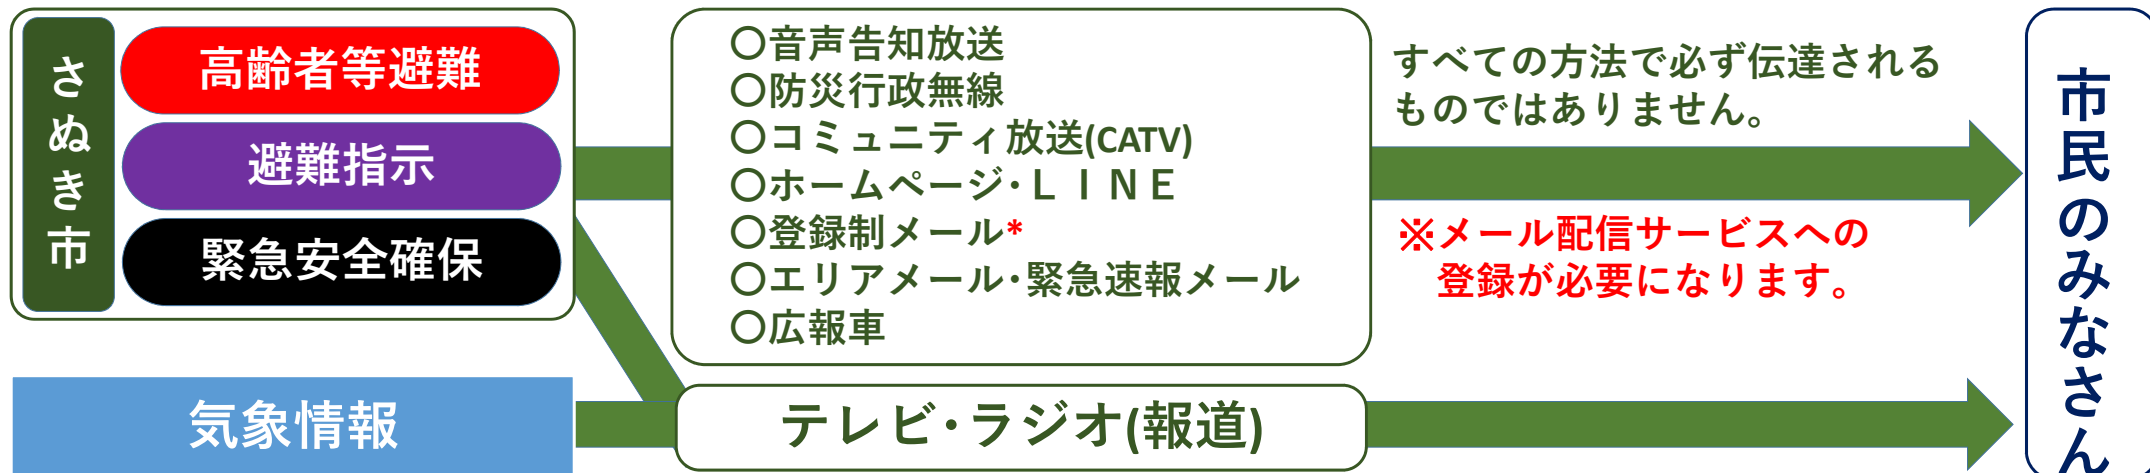 さぬき市
高齢者等避難
避難指示
緊急安全確保
○音声告知放送
○防災行政無線
○コミュニティ放送(CATV)
○ホームページ・ＬＩＮＥ
○登録制メール*
○エリアメール・緊急速報メール
○広報車
すべての方法で必ず伝達される
ものではありません。
※メール配信サービスへの
登録が必要になります。
気象情報
テレビ・ラジオ(報道)
市民のみなさん